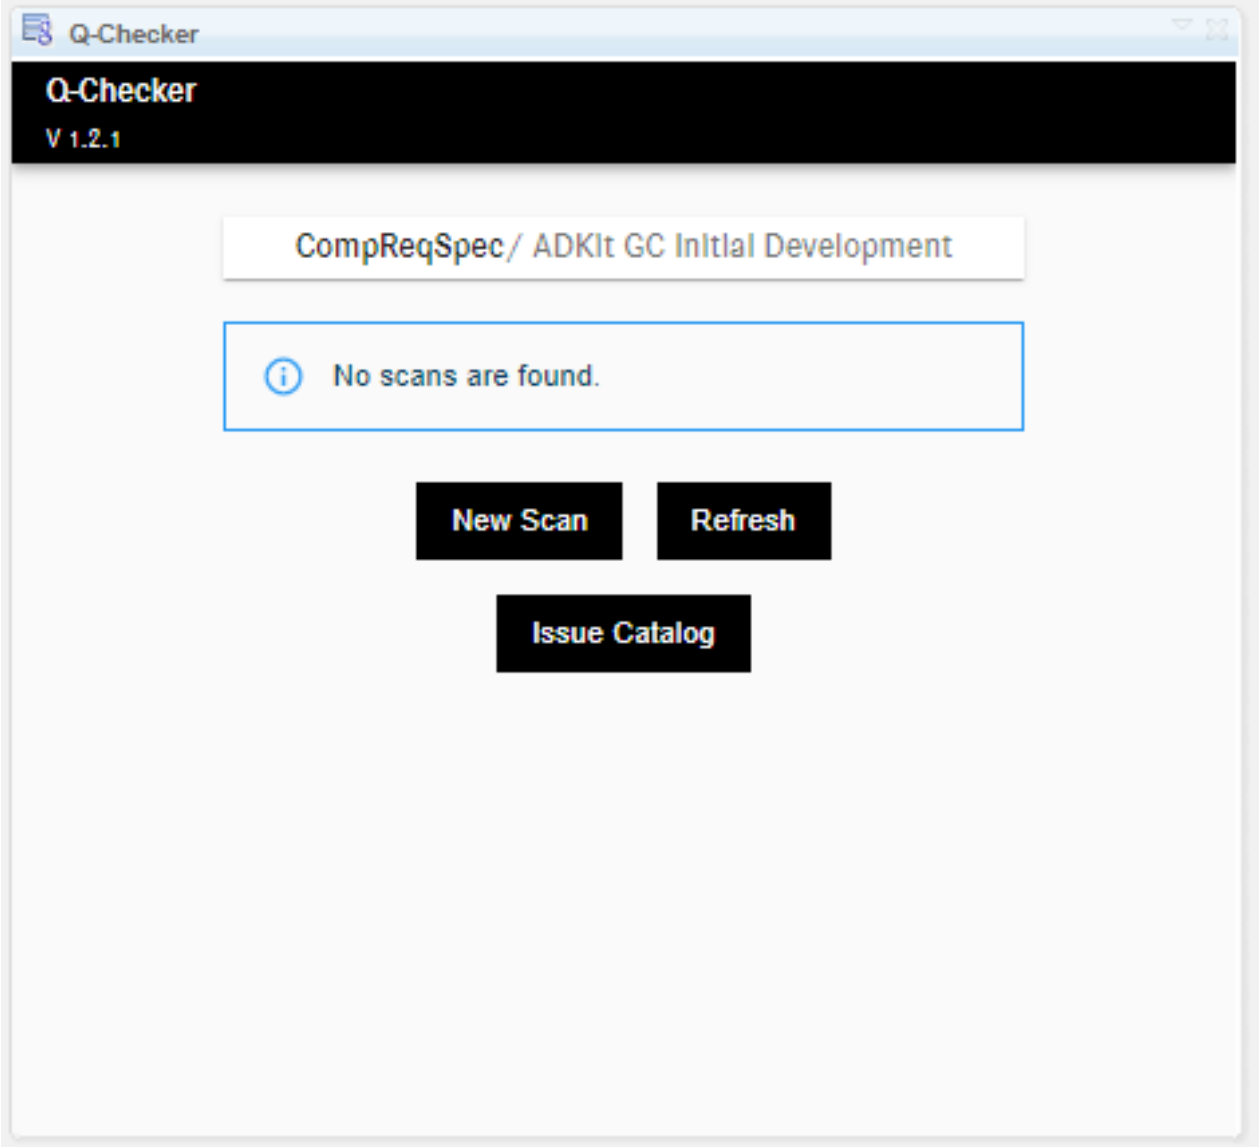 Q-Checker
Q-Checker
V 1.2.1
CompReqSpec/ ADKit GC Initial Development
No scans are found.
New Scan Refresh
Issue Catalog